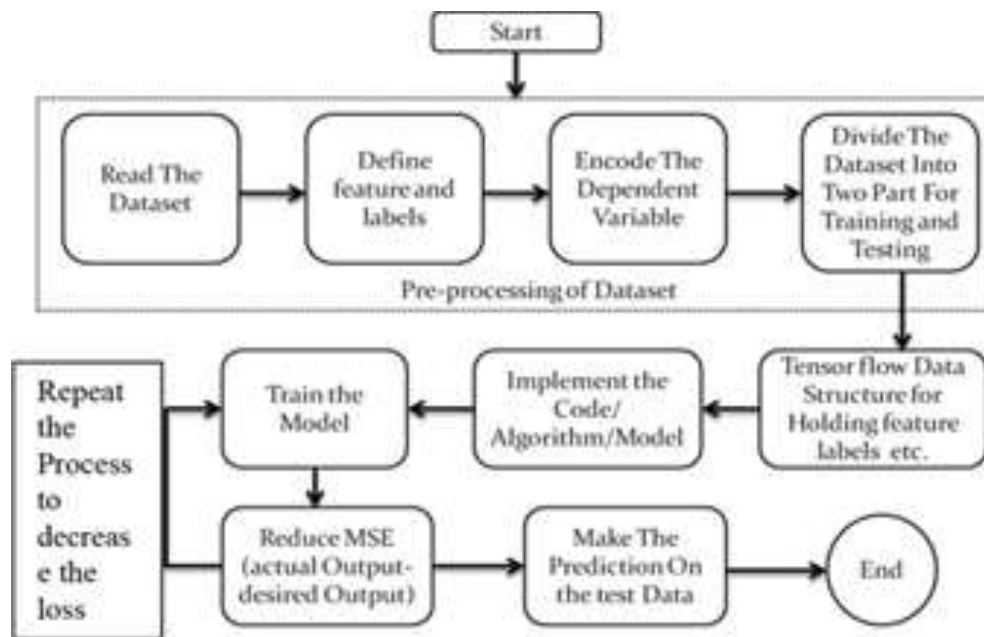 Start
Read The
Dataset
Define
feature and
labels
Encode The
Dependent
Variable
Divide The
Dataset Into
Two Part For
Training and
Testing
Pre-processing of Dataset
Tensor flow Data
Structure for
Holding feature
labels etc.
Implement the
Code/
Algorithm/Model
Train the
Model
Repeat
the
Process
to
decreas
e the
loss
Reduce MSE
(actual Output-
desired Output)
Make The
Prediction On
the test Data
End